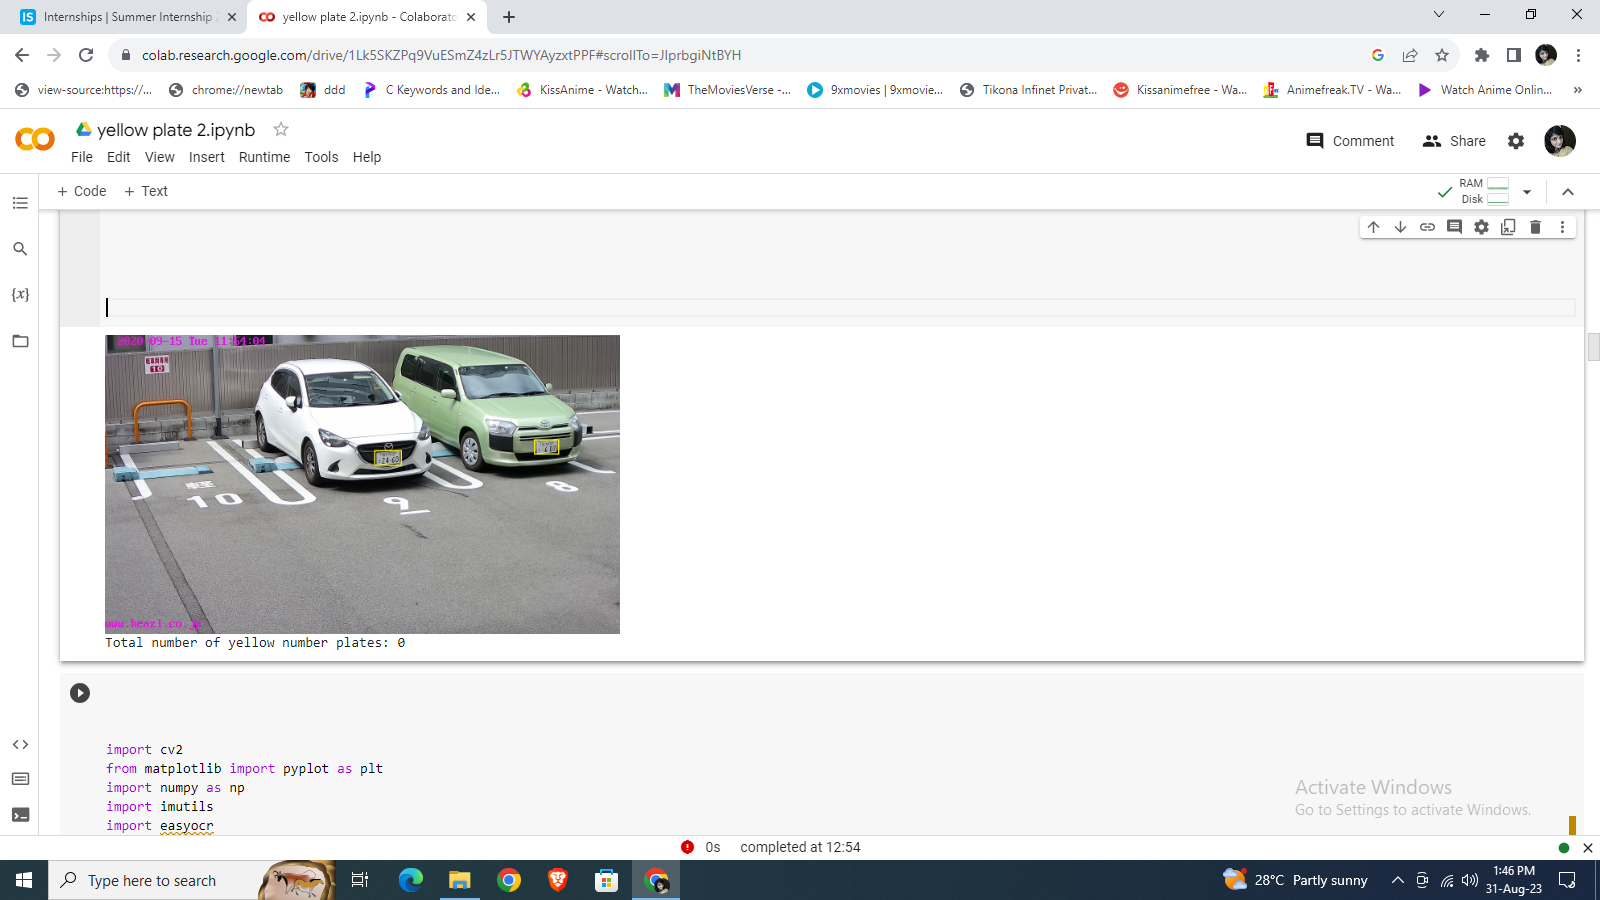 Internships | Summer Internship
yellow plate 2.ipynb - Colaborato
colab.research.google.com/drive/1Lk5SKZPq9VuESmZ4zLr5JTWYAyzxtPPF#scrollTo=JIprbgiNtBYH
view-source:https://...
chrome://newtab
ddd
C Keywords and Ide...
KissAnime - Watch...
TheMoviesVerse -...
9xmovies | 9xmovie...
Tikona Infinet Privat...
Kissanimefree - Wa...
Animefreak.TV - Wa...
Watch Anime Onlin...
»
yellow plate 2.ipynb
Comment
Share
File Edit View Insert Runtime Tools Help
+ Code + Text
RAM
Disk
{x}
2020-09-15 Tue 11:54:04
10
24-60
10
9
8
Total number of yellow number plates: 0
import cv2
from matplotlib import pyplot as plt
import numpy as np
import imutils
import easyocr
Activate Windows
Go to Settings to activate Windows.
0s completed at 12:54
Type here to search
28°C Partly sunny
1:46 PM
31-Aug-23